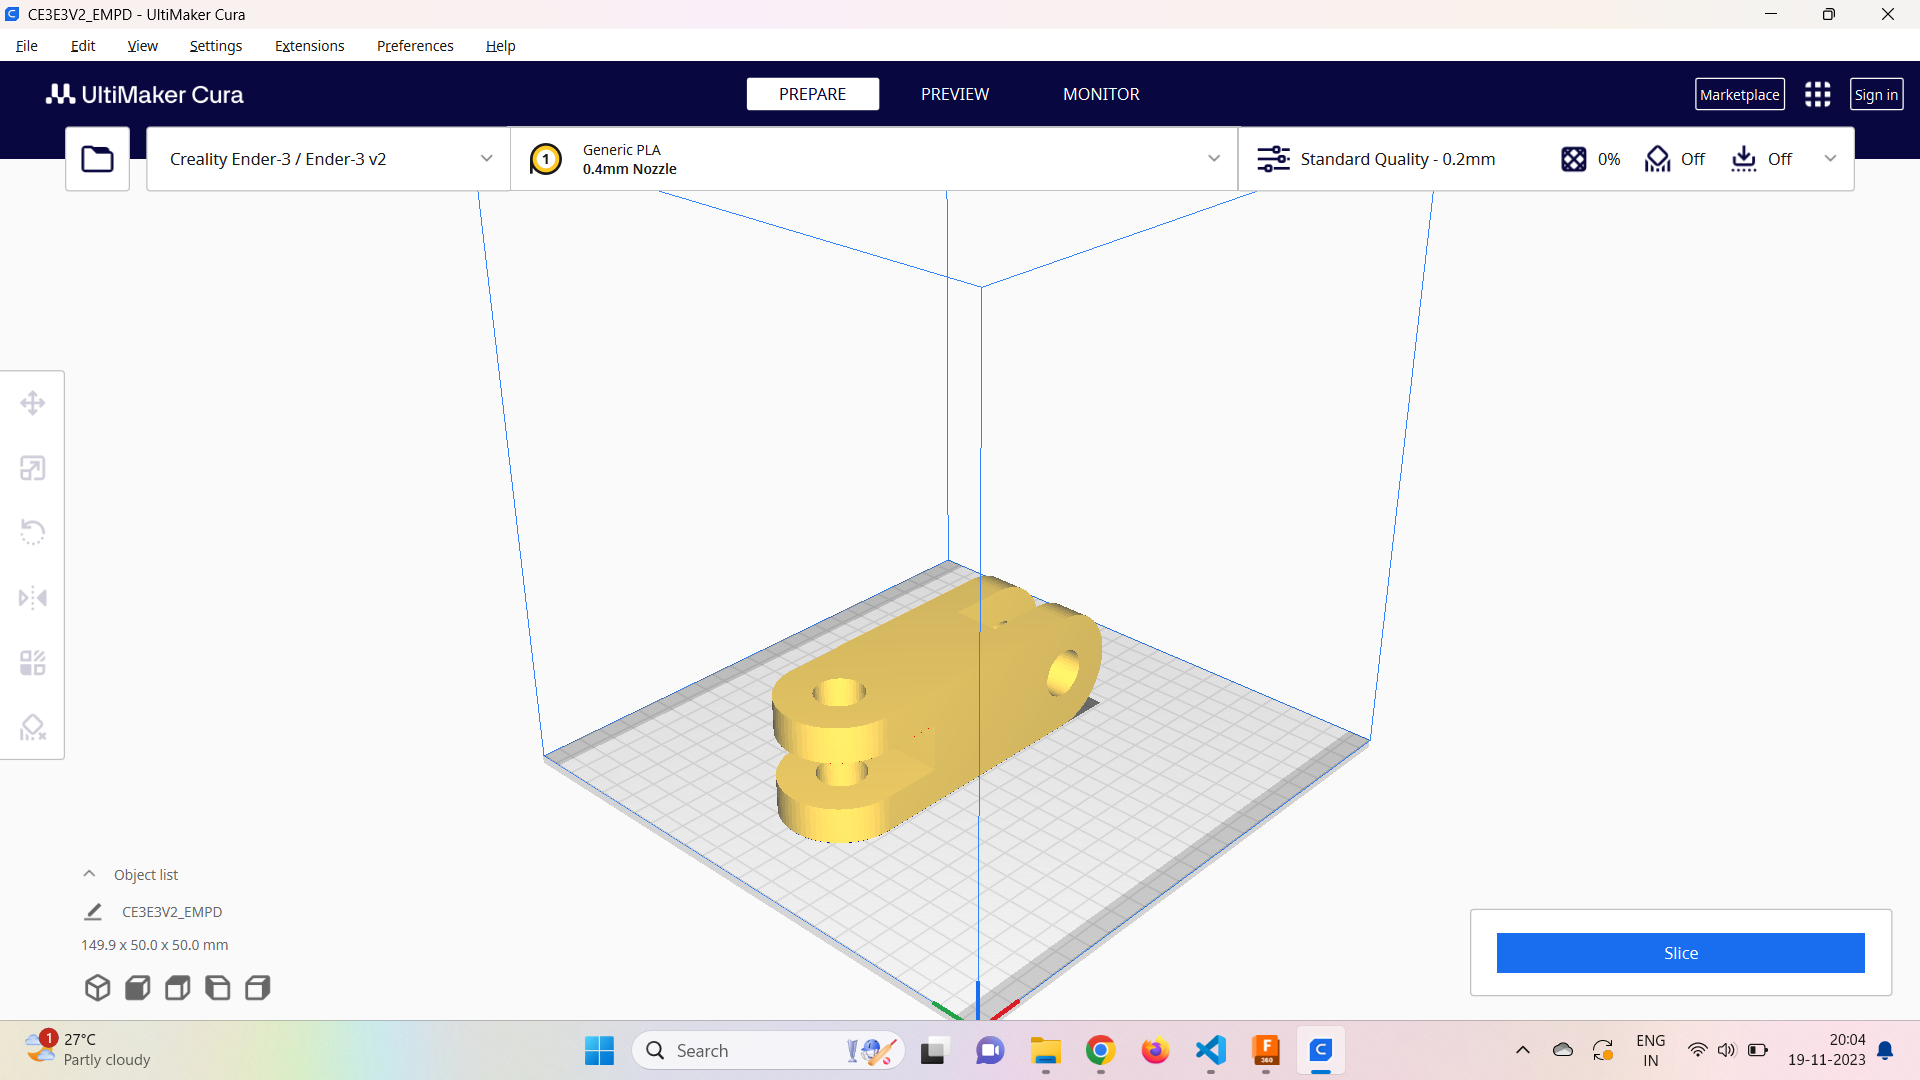 CE3E3V2_EMPD - UltiMaker Cura
File Edit View Settings Extensions Preferences Help
UltiMaker Cura
PREPARE PREVIEW MONITOR
Marketplace
Sign in
Creality Ender-3 / Ender-3 v2
1
Generic PLA
0.4mm Nozzle
Standard Quality - 0.2mm
0%
Off
Off
Object list
CE3E3V2_EMPD
149.9 x 50.0 x 50.0 mm
Slice
1
27°C
Partly cloudy
Search
F
360
ENG
IN
20:04
19-11-2023